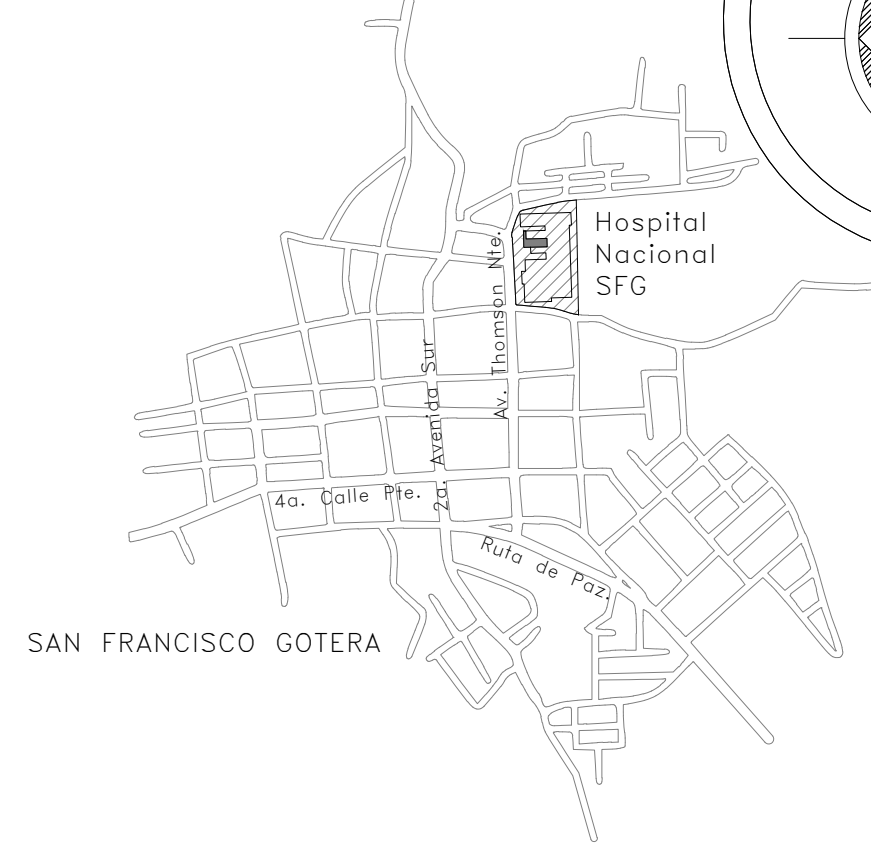 Hospital
Nacional
SFG
Av. Thomson Nte.
2a. Avenida Sur
4a. Calle Pte.
Ruta de Paz.
SAN FRANCISCO GOTERA